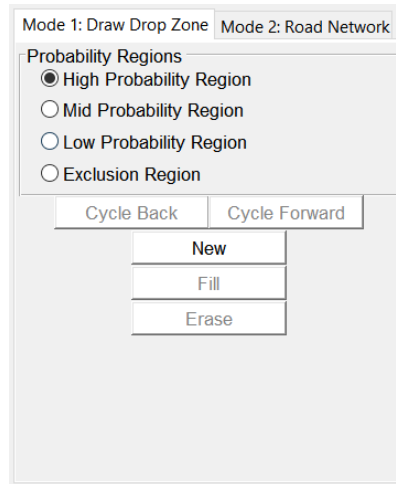 Mode 1: Draw Drop Zone Mode 2: Road Network
Probability Regions
High Probability Region
Mid Probability Region
Low Probability Region
Exclusion Region
Cycle Back Cycle Forward
New
Fill
Erase